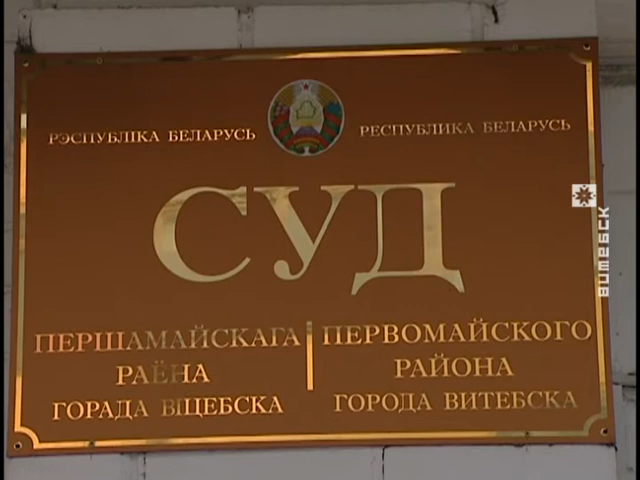 РЭСПУБЛІКА БЕЛАРУСЬ РЕСПУБЛИКА БЕЛАРУСЬ
СУД
ПЕРШАМАЙСКАГА
РАЁНА
ГОРАДА ВІЦЕБСКА
ПЕРВОМАЙСКОГО
РАЙОНА
ГОРОДА ВИТЕБСКА
ВИТЕБСК